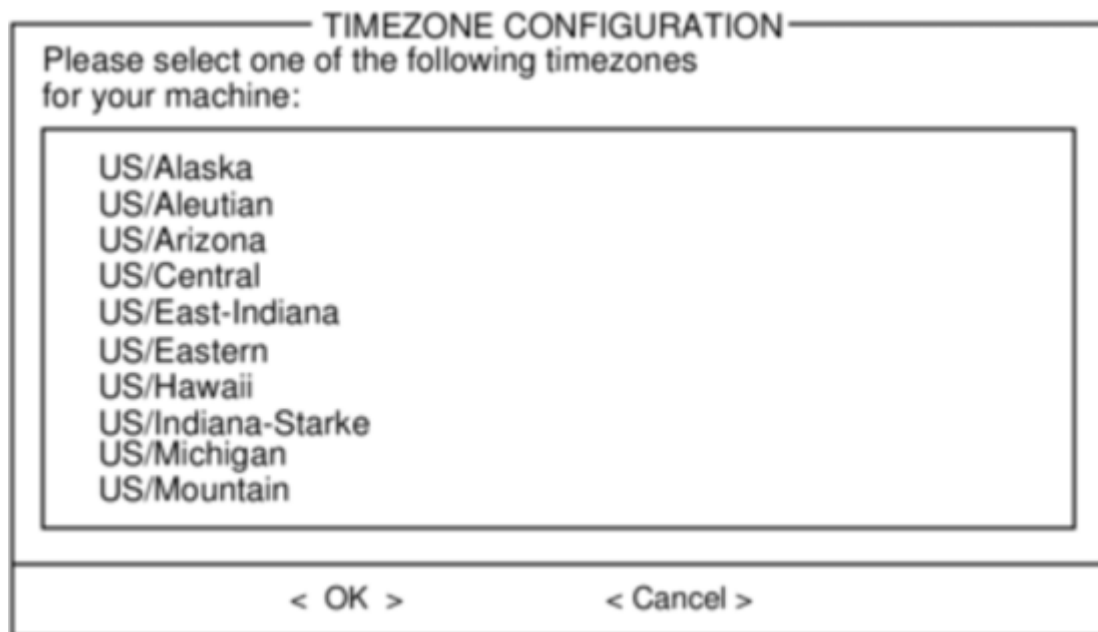 TIMEZONE CONFIGURATION
Please select one of the following timezones
for your machine:
US/Alaska
US/Aleutian
US/Arizona
US/Central
US/East-Indiana
US/Eastern
US/Hawaii
US/Indiana-Starke
US/Michigan
US/Mountain
< OK > < Cancel >